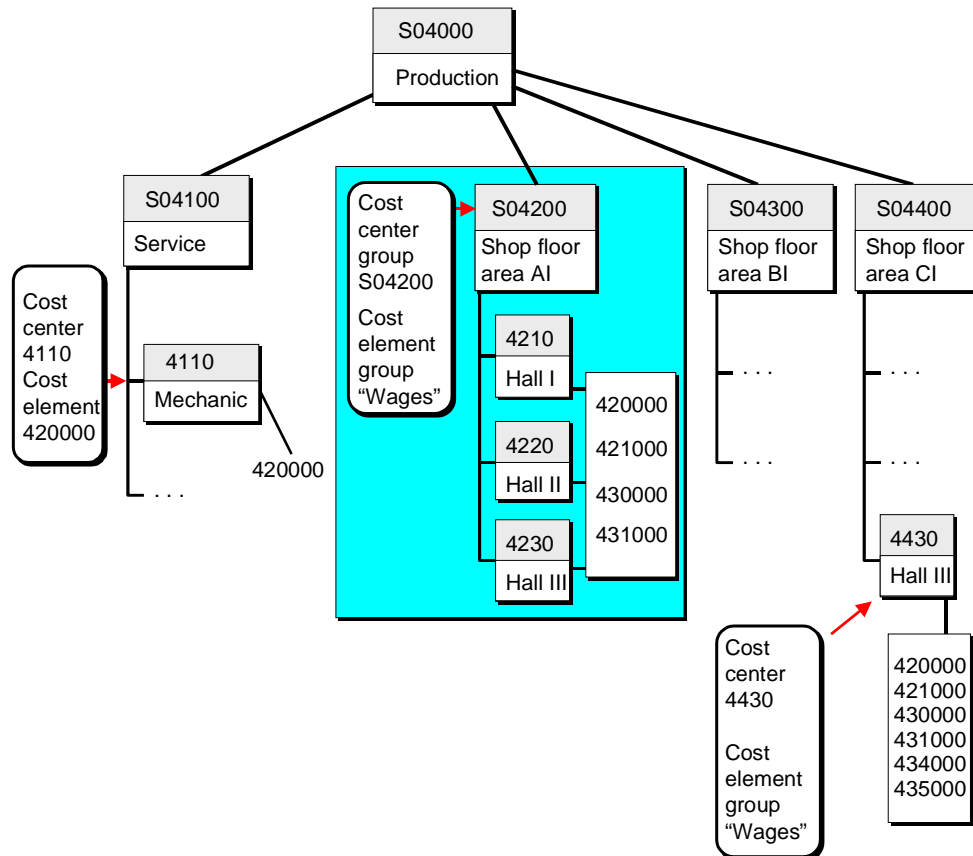 S04000
Production
S04100
Service
Cost
center
4110
Cost
element
420000
4110
Mechanic
420000
. . .
Cost
center
group
S04200
Cost
element
group
“Wages”
S04200
Shop floor
area AI
4210
Hall I
4220
Hall II
4230
Hall III
420000
421000
430000
431000
S04300
Shop floor
area BI
. . .
. . .
S04400
Shop floor
area CI
. . .
. . .
4430
Hall III
Cost
center
4430
Cost
element
group
“Wages”
420000
421000
430000
431000
434000
435000